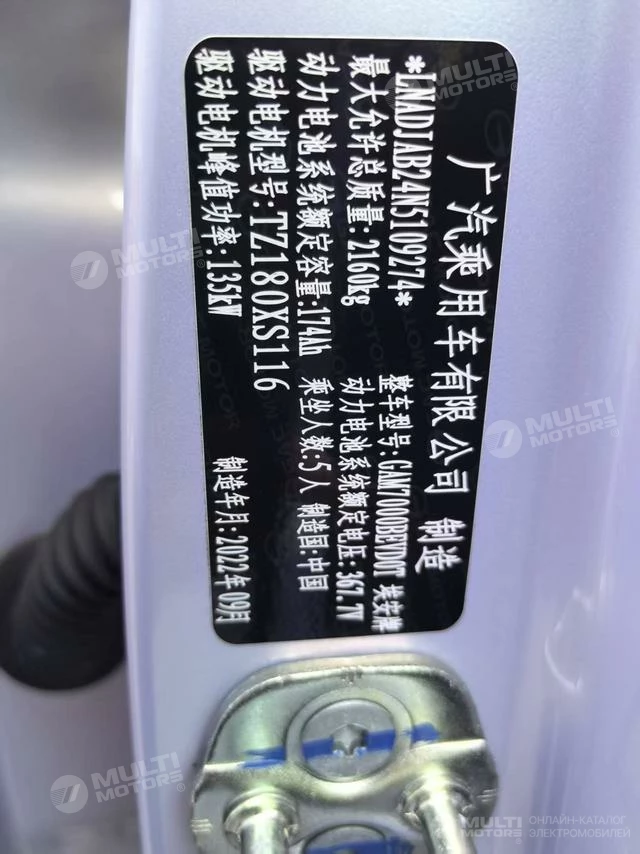 广汽乘用车有限公司 制造
*LNADJAB24N5109274* 整车型号:GAM7000BEVD0T 埃安牌
最大允许总质量:2160kg 动力电池系统额定电压:367.7V
动力电池系统额定容量:174Ah 乘坐人数:5人 制造国:中国
驱动电机型号:TZ180XS116
驱动电机峰值功率:135kW 制造年月:2022年09月
MULTI MOTORS®
MULTI MOTORS®
MULTI MOTORS®
MULTI MOTORS®
MULTI MOTORS ОНЛАЙН-КАТАЛОГ ЭЛЕКТРОМОБИЛЕЙ